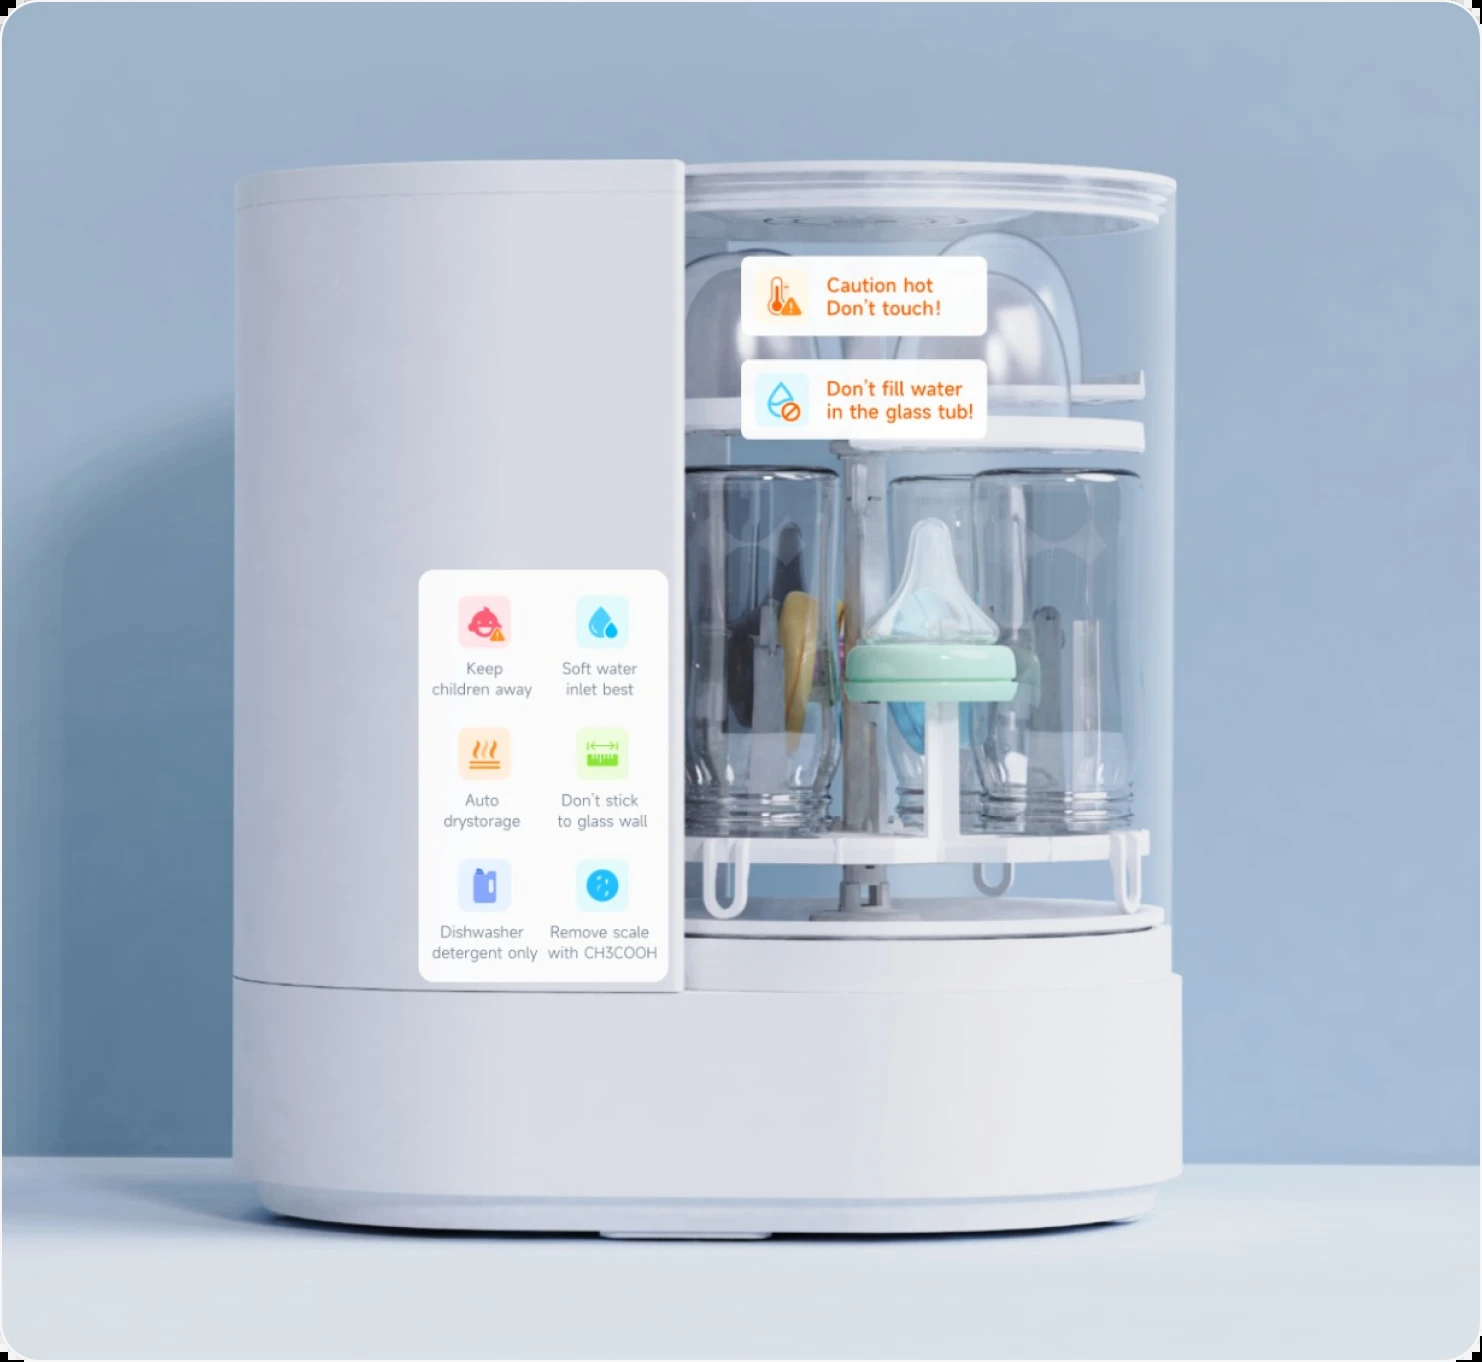 Caution hot
Don't touch!
Don't fill water
in the glass tub!
Keep
children away
Soft water
inlet best
Auto
drystorage
Don't stick
to glass wall
Dishwasher
detergent only
Remove scale
with CH3COOH